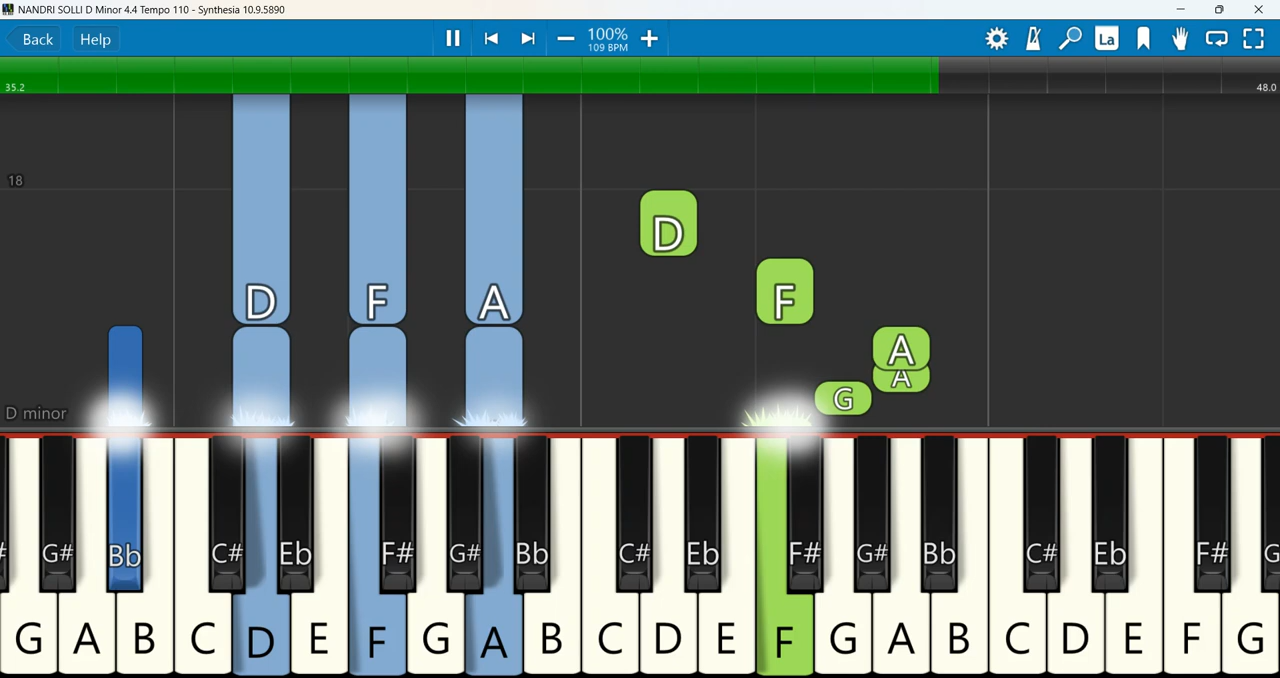 NANDRI SOLLI D Minor 4.4 Tempo 110 - Synthesia 10.9.5890
Back Help 100% La
109 BPM
35.2 48.0
18
D
D F A F
A
A
G
D minor
G# Bb C# Eb F# G# Bb C# Eb F# G# Bb C# Eb F# G
G A B C D E F G A B C D E F G A B C D E F G